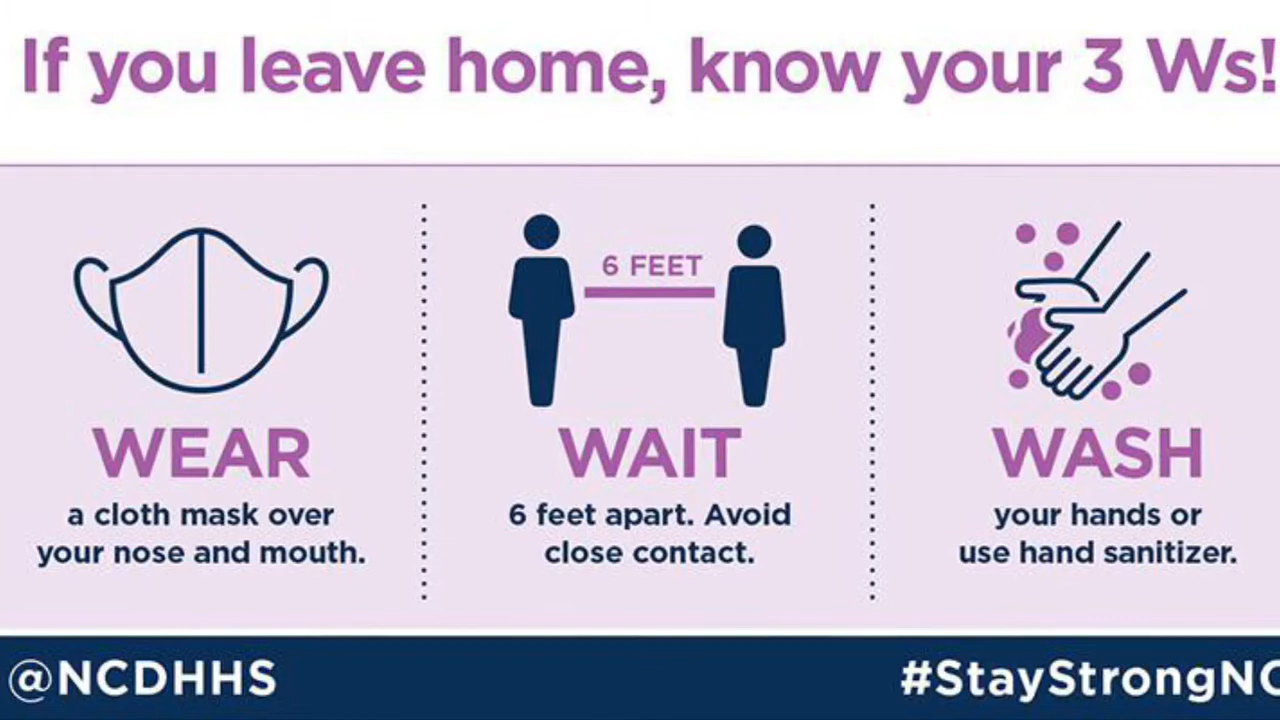 If you leave home, know your 3 Ws!
6 FEET
WEAR
a cloth mask over
your nose and mouth.
WAIT
6 feet apart. Avoid
close contact.
WASH
your hands or
use hand sanitizer.
@NCDHHS
#StayStrongNC